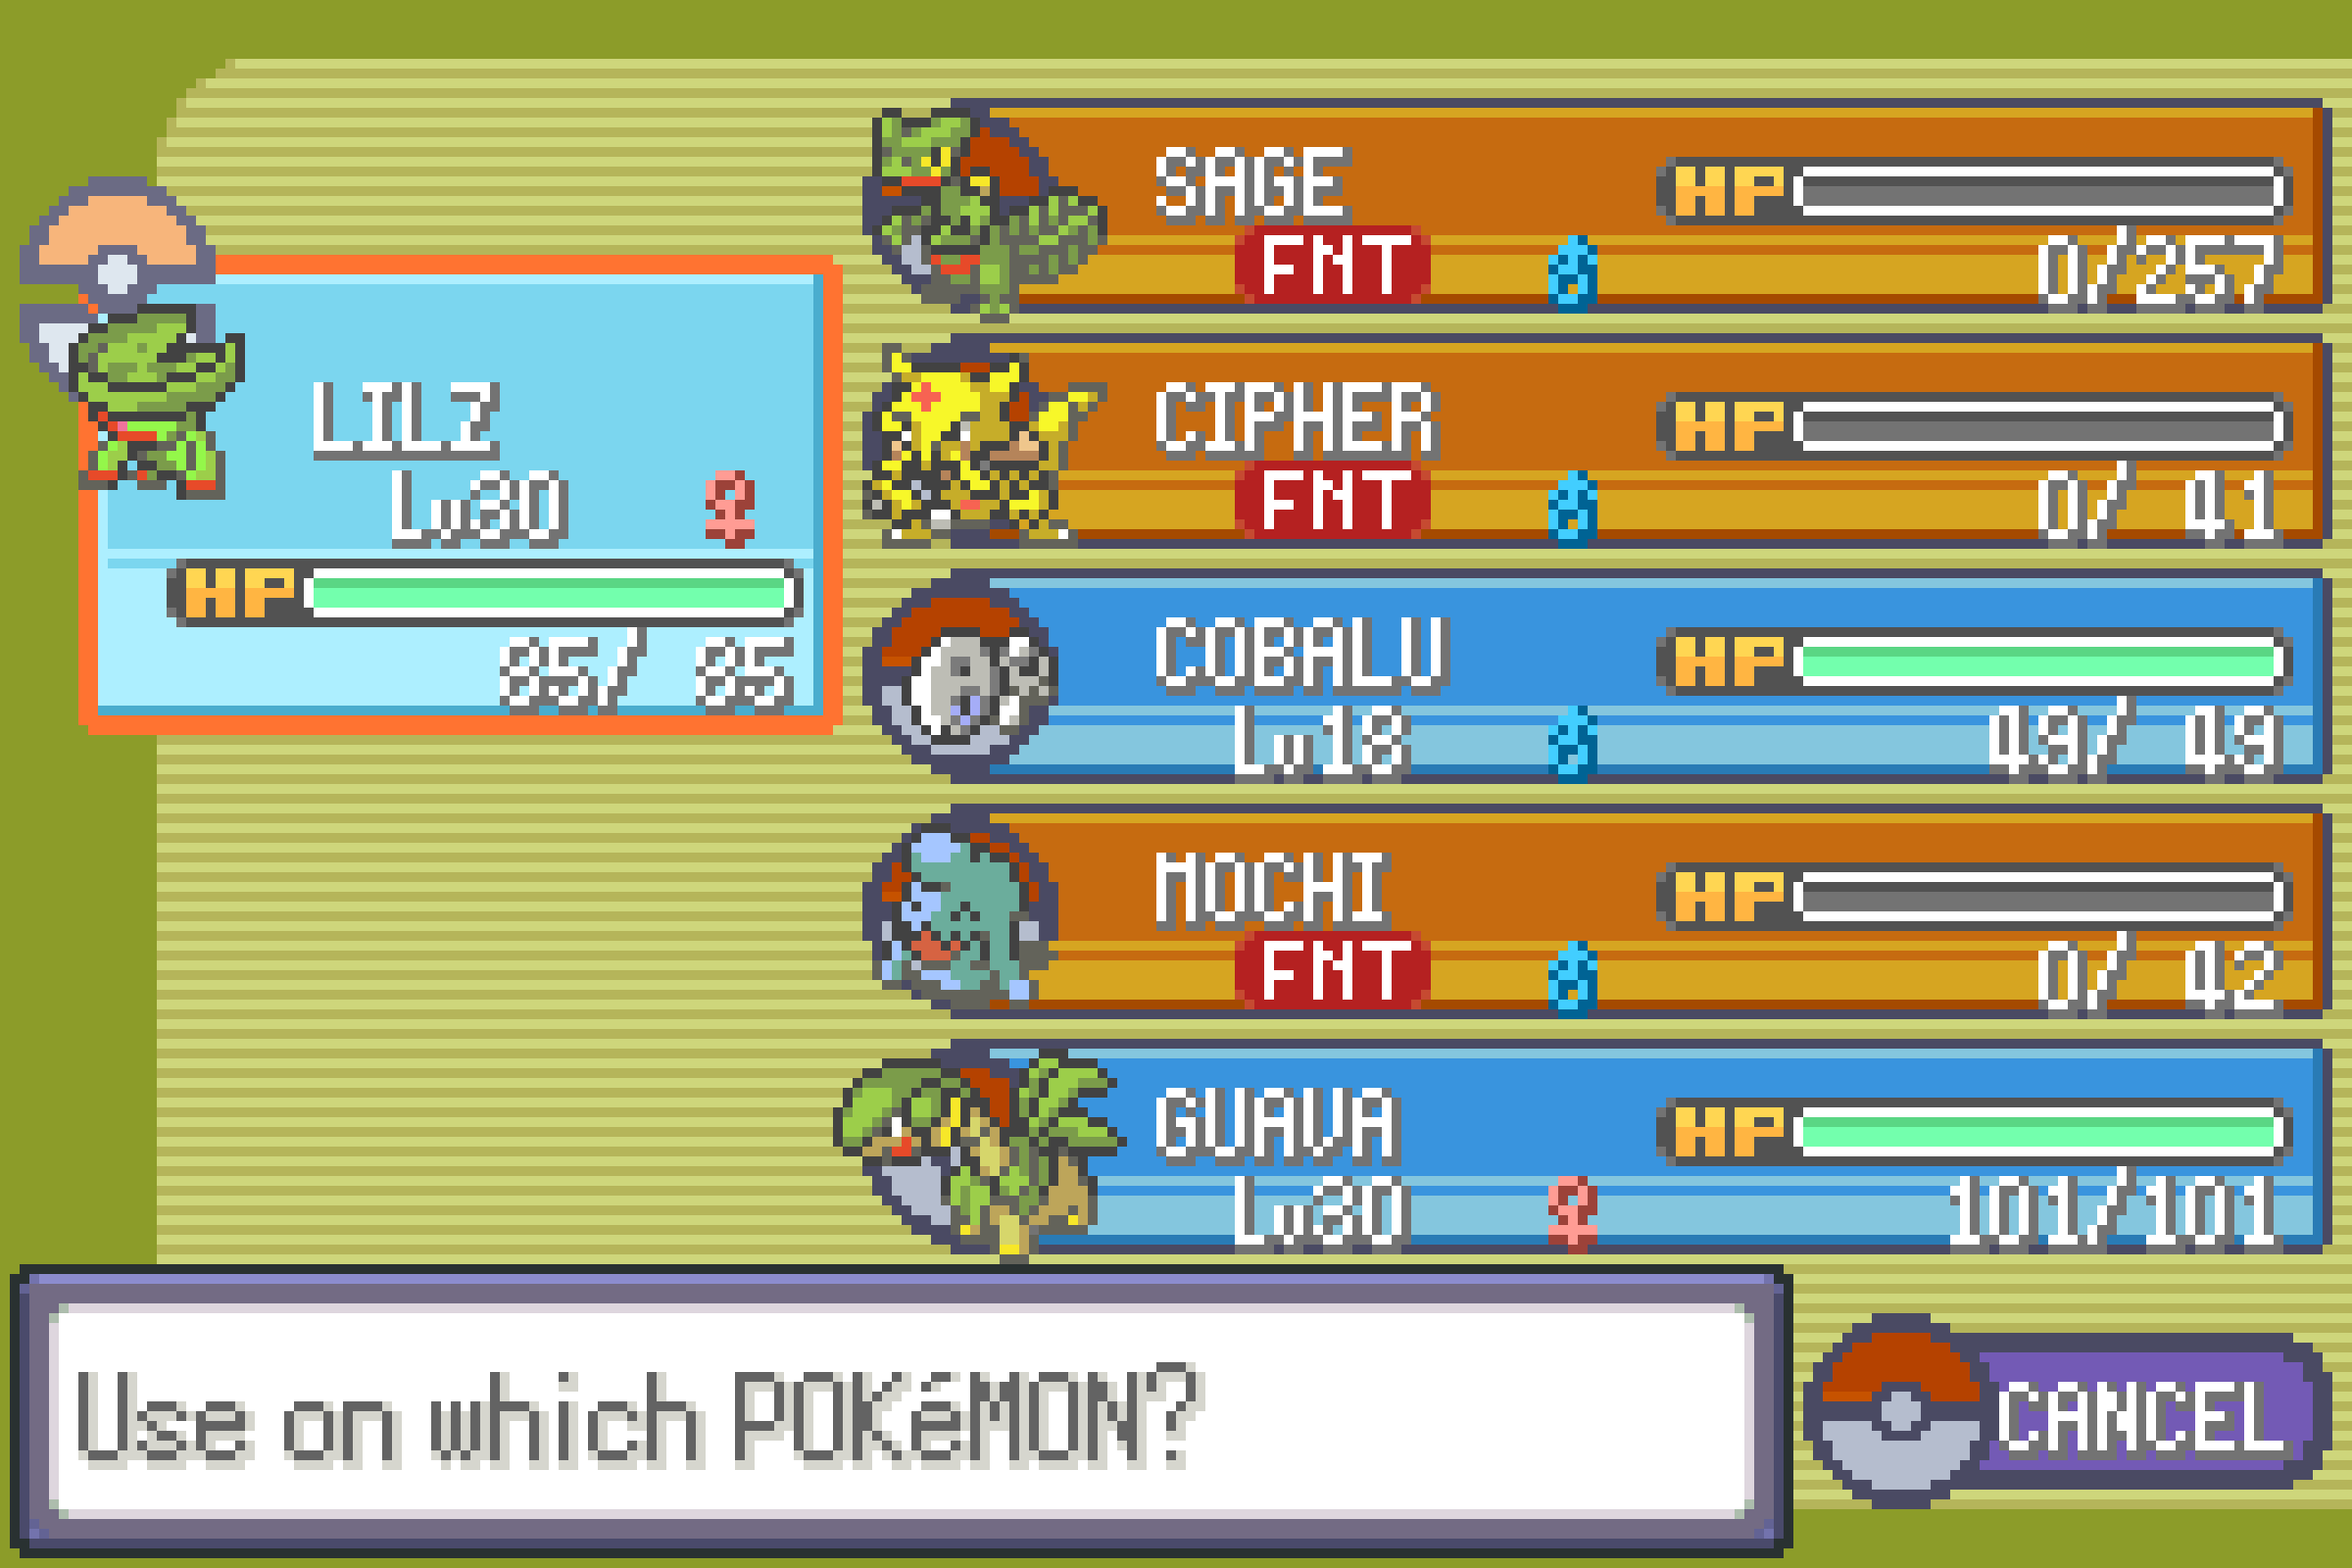 LILZ
Lv30 ♀
HP
85/ 85
SAGE HP
FNT ♂ 0/257
CIPHER HP
FNT ♂ 0/ 41
COBALU HP
Lv18 ♂ 49/ 49
MOCHI HP
FNT ♂ 0/ 42
GUAVA HP
Lv30 ♀ 101/101
Use on which POKéMON?
CANCEL